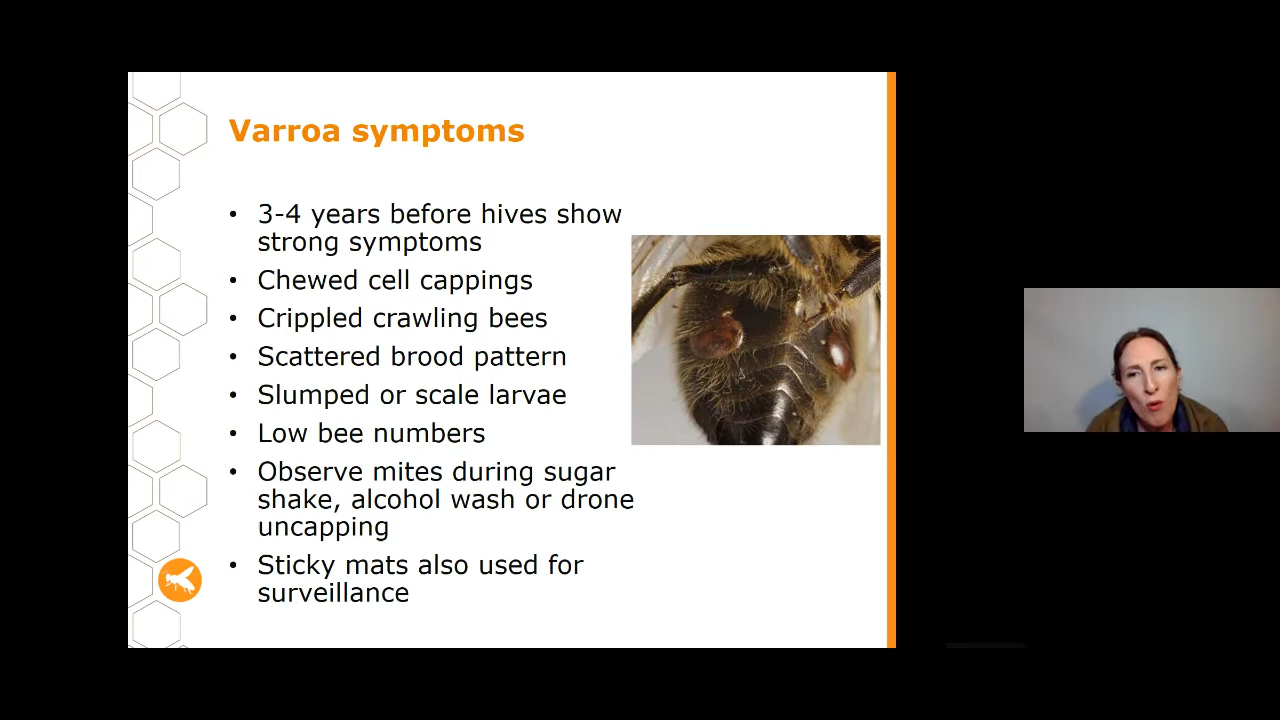 Varroa symptoms
• 3-4 years before hives show
strong symptoms
• Chewed cell cappings
• Crippled crawling bees
• Scattered brood pattern
• Slumped or scale larvae
• Low bee numbers
• Observe mites during sugar
shake, alcohol wash or drone
uncapping
• Sticky mats also used for
surveillance